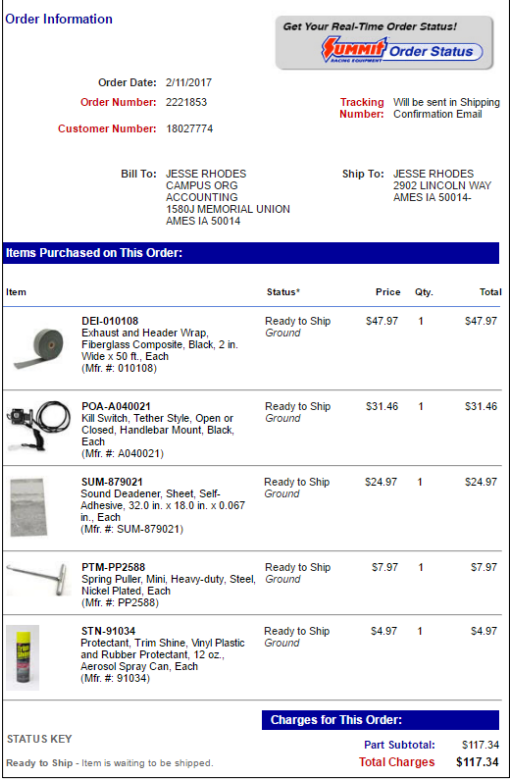 Order Information
Get Your Real-Time Order Status!
SUMMIT
RACING EQUIPMENT
Order Status
Order Date: 2/11/2017
Order Number: 2221853
Tracking Will be sent in Shipping
Number: Confirmation Email
Customer Number: 18027774
Bill To: JESSE RHODES
CAMPUS ORG
ACCOUNTING
1580J MEMORIAL UNION
AMES IA 50014
Ship To: JESSE RHODES
2902 LINCOLN WAY
AMES IA 50014-
Items Purchased on This Order:
Item Status* Price Qty. Total
DEI-010108 Ready to Ship $47.97 1 $47.97
Exhaust and Header Wrap, Ground
Fiberglass Composite, Black, 2 in.
Wide x 50 ft., Each
(Mfr. #: 010108)
POA-A040021 Ready to Ship $31.46 1 $31.46
Kill Switch, Tether Style, Open or Ground
Closed, Handlebar Mount, Black,
Each
(Mfr. #: A040021)
SUM-879021 Ready to Ship $24.97 1 $24.97
Sound Deadener, Sheet, Self- Ground
Adhesive, 32.0 in. x 18.0 in. x 0.067
in., Each
(Mfr. #: SUM-879021)
PTM-PP2588 Ready to Ship $7.97 1 $7.97
Spring Puller, Mini, Heavy-duty, Steel, Ground
Nickel Plated, Each
(Mfr. #: PP2588)
STN-91034 Ready to Ship $4.97 1 $4.97
Protectant, Trim Shine, Vinyl Plastic Ground
and Rubber Protectant, 12 oz.,
Aerosol Spray Can, Each
(Mfr. #: 91034)
Charges for This Order:
STATUS KEY
Part Subtotal: $117.34
Ready to Ship - Item is waiting to be shipped.
Total Charges $117.34